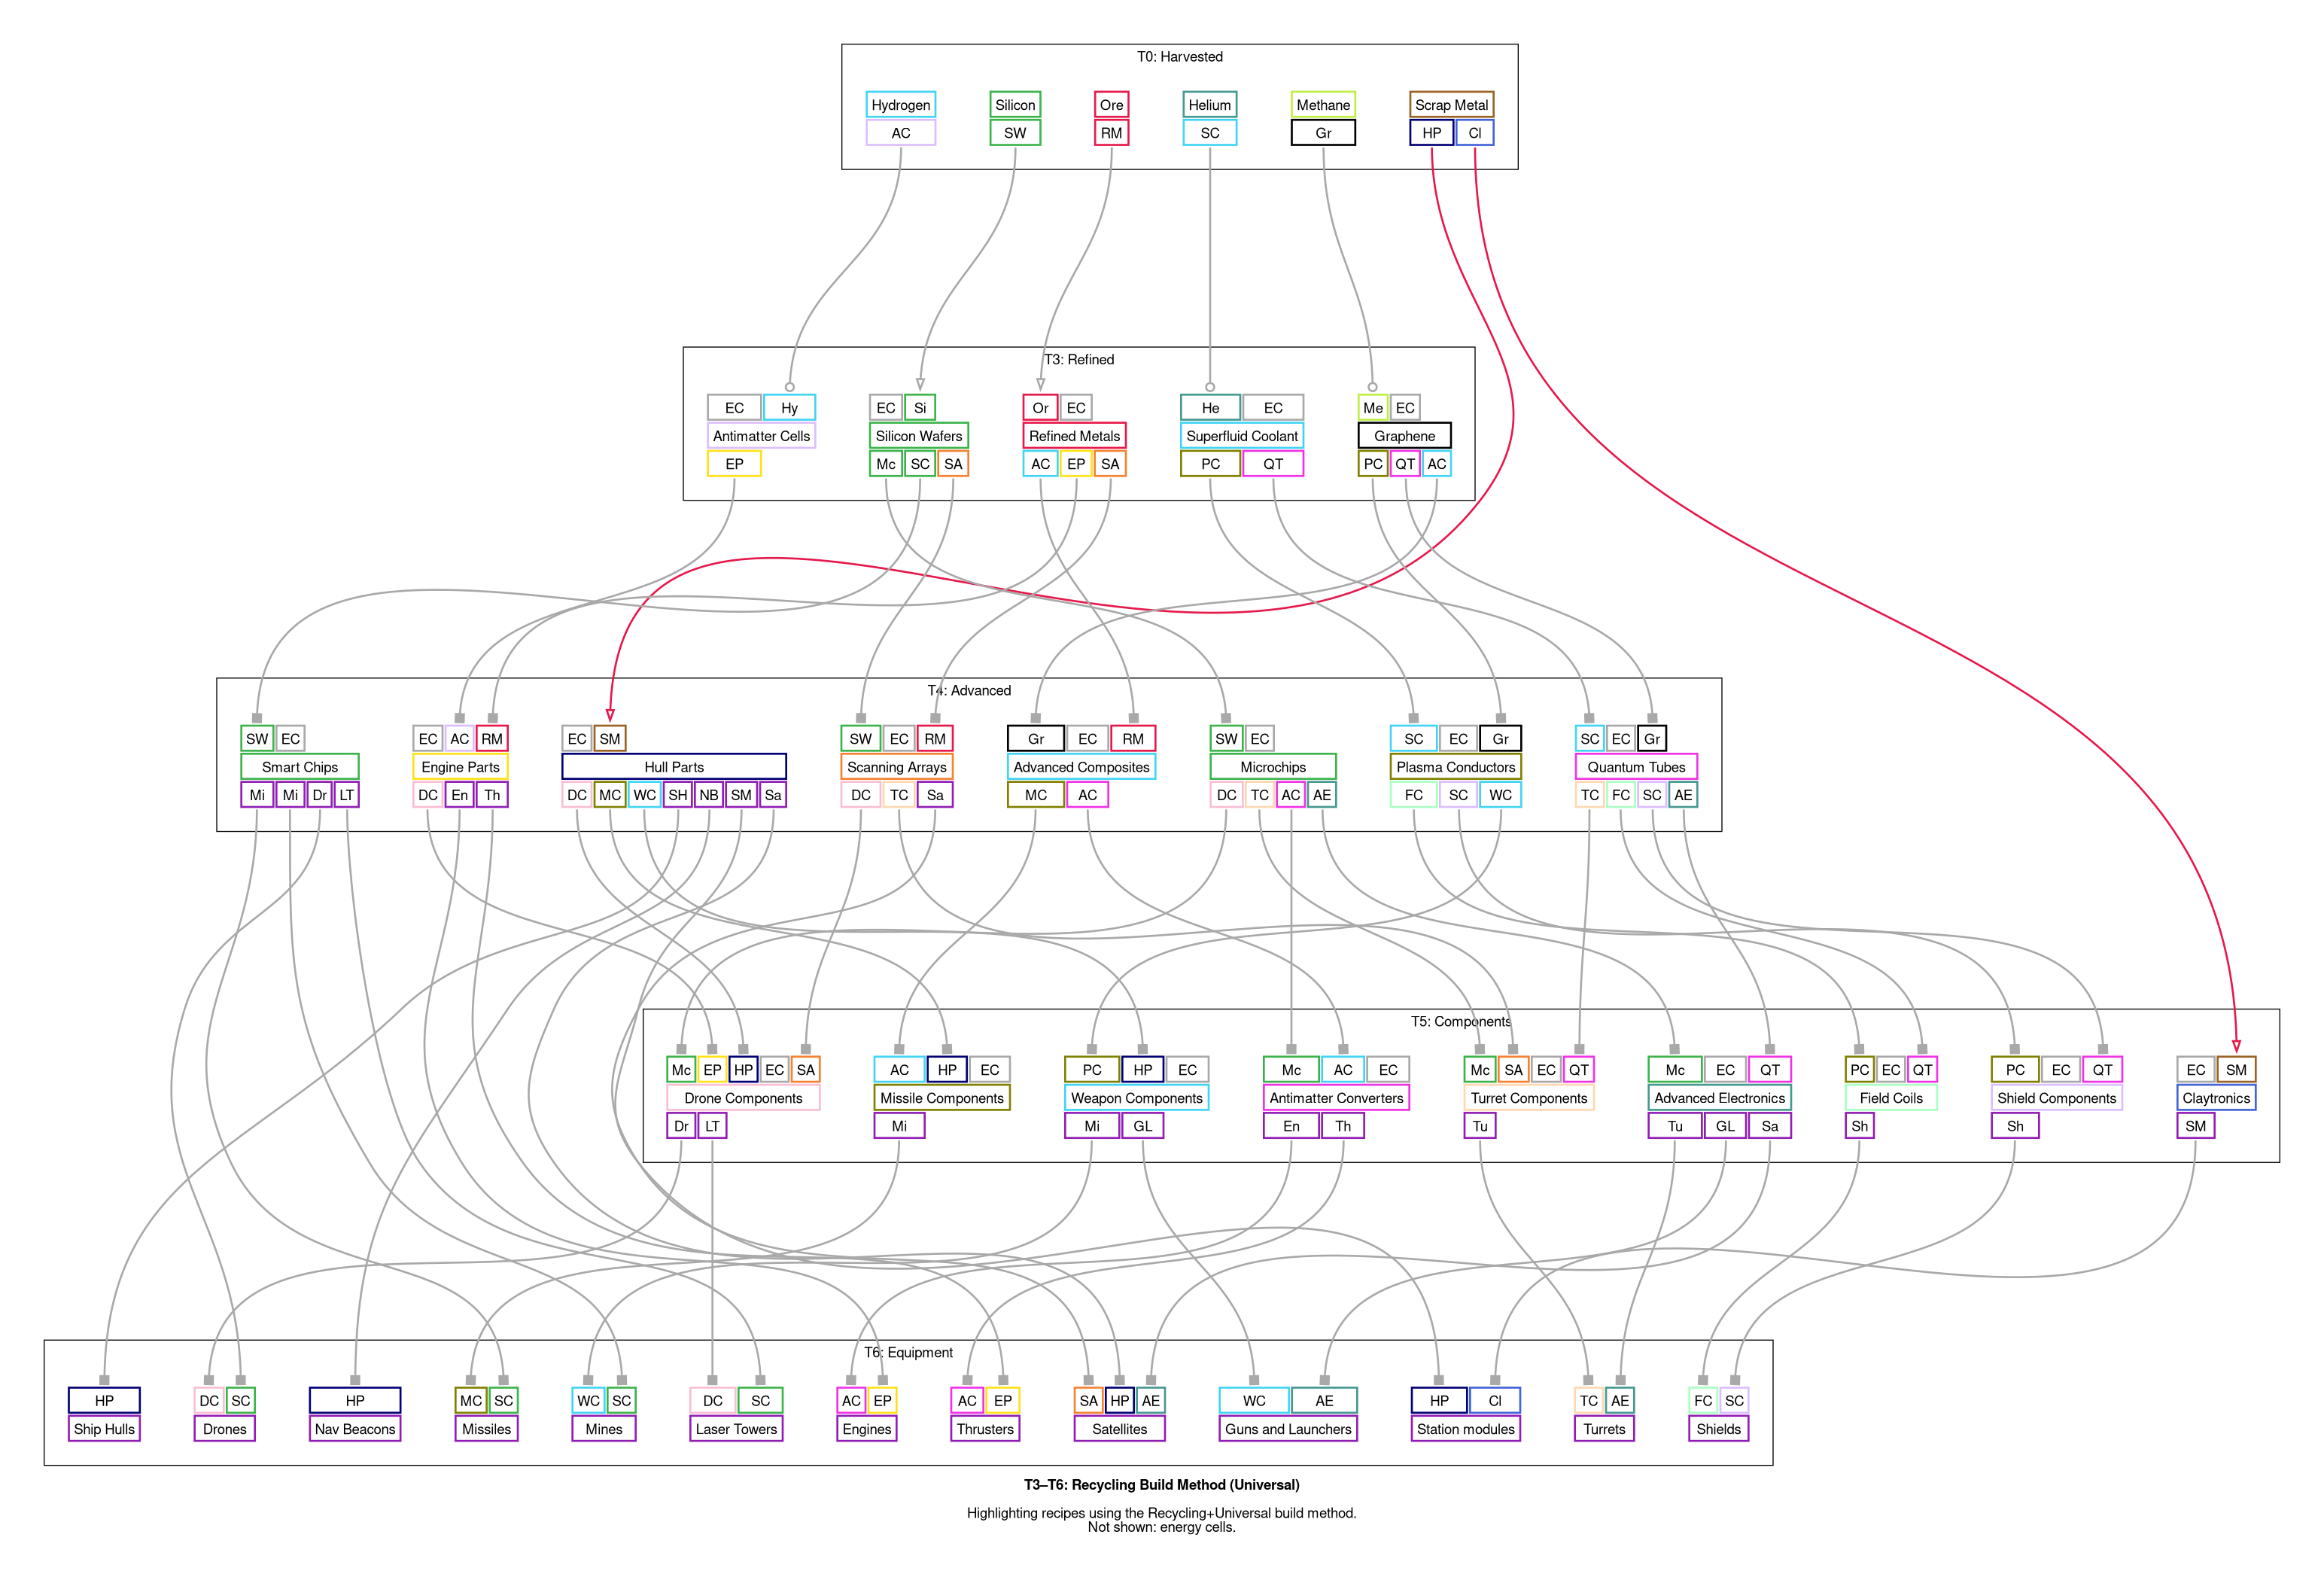 T0: Harvested
Hydrogen Silicon Ore Helium Methane Scrap Metal
AC SW RM SC Gr HP Cl
T3: Refined
EC Hy EC Si Or EC He EC Me EC
Antimatter Cells Silicon Wafers Refined Metals Superfluid Coolant Graphene
EP Mc SC SA AC EP SA PC QT PC QT AC
T4: Advanced
SW EC EC AC RM EC SM SW EC RM Gr EC RM SW EC SC EC Gr SC EC Gr
Smart Chips Engine Parts Hull Parts Scanning Arrays Advanced Composites Microchips Plasma Conductors Quantum Tubes
Mi Mi Dr LT DC En Th DC MC WC SH NB SM Sa DC TC Sa MC AC DC TC AC AE FC SC WC TC FC SC AE
T5: Components
Mc EP HP EC SA AC HP EC PC HP EC Mc AC EC Mc SA EC QT Mc EC QT PC EC QT PC EC QT EC SM
Drone Components Missile Components Weapon Components Antimatter Converters Turret Components Advanced Electronics Field Coils Shield Components Claytronics
Dr LT Mi Mi GL En Th Tu Tu GL Sa Sh Sh SM
T6: Equipment
HP DC SC HP MC SC WC SC DC SC AC EP AC EP SA HP AE WC AE HP Cl TC AE FC SC
Ship Hulls Drones Nav Beacons Missiles Mines Laser Towers Engines Thrusters Satellites Guns and Launchers Station modules Turrets Shields
T3–T6: Recycling Build Method (Universal)
Highlighting recipes using the Recycling+Universal build method.
Not shown: energy cells.